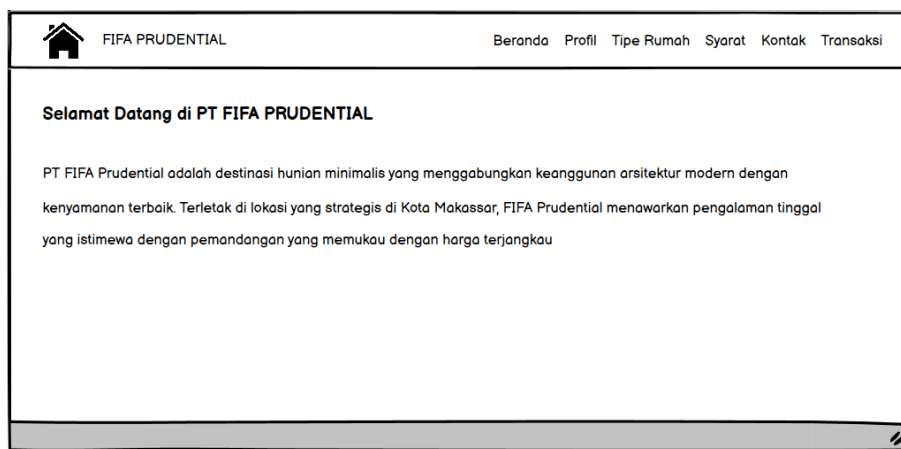 FIFA PRUDENTIAL
Beranda Profil Tipe Rumah Syarat Kontak Transaksi
Selamat Datang di PT FIFA PRUDENTIAL
PT FIFA Prudential adalah destinasi hunian minimalis yang menggabungkan keanggunan arsitektur modern dengan
kenyamanan terbaik. Terletak di lokasi yang strategis di Kota Makassar, FIFA Prudential menawarkan pengalaman tinggal
yang istimewa dengan pemandangan yang memukau dengan harga terjangkau